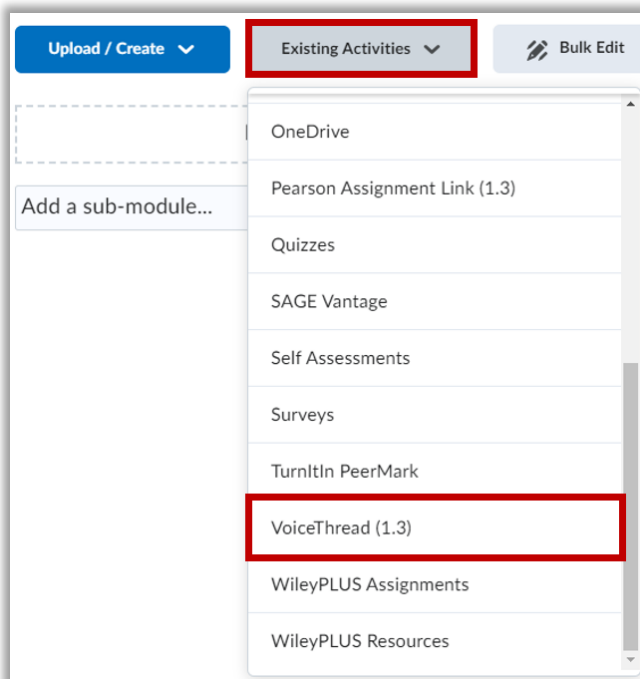 Upload / Create
Existing Activities
Bulk Edit
Add a sub-module...
OneDrive
Pearson Assignment Link (1.3)
Quizzes
SAGE Vantage
Self Assessments
Surveys
TurnItIn PeerMark
VoiceThread (1.3)
WileyPLUS Assignments
WileyPLUS Resources